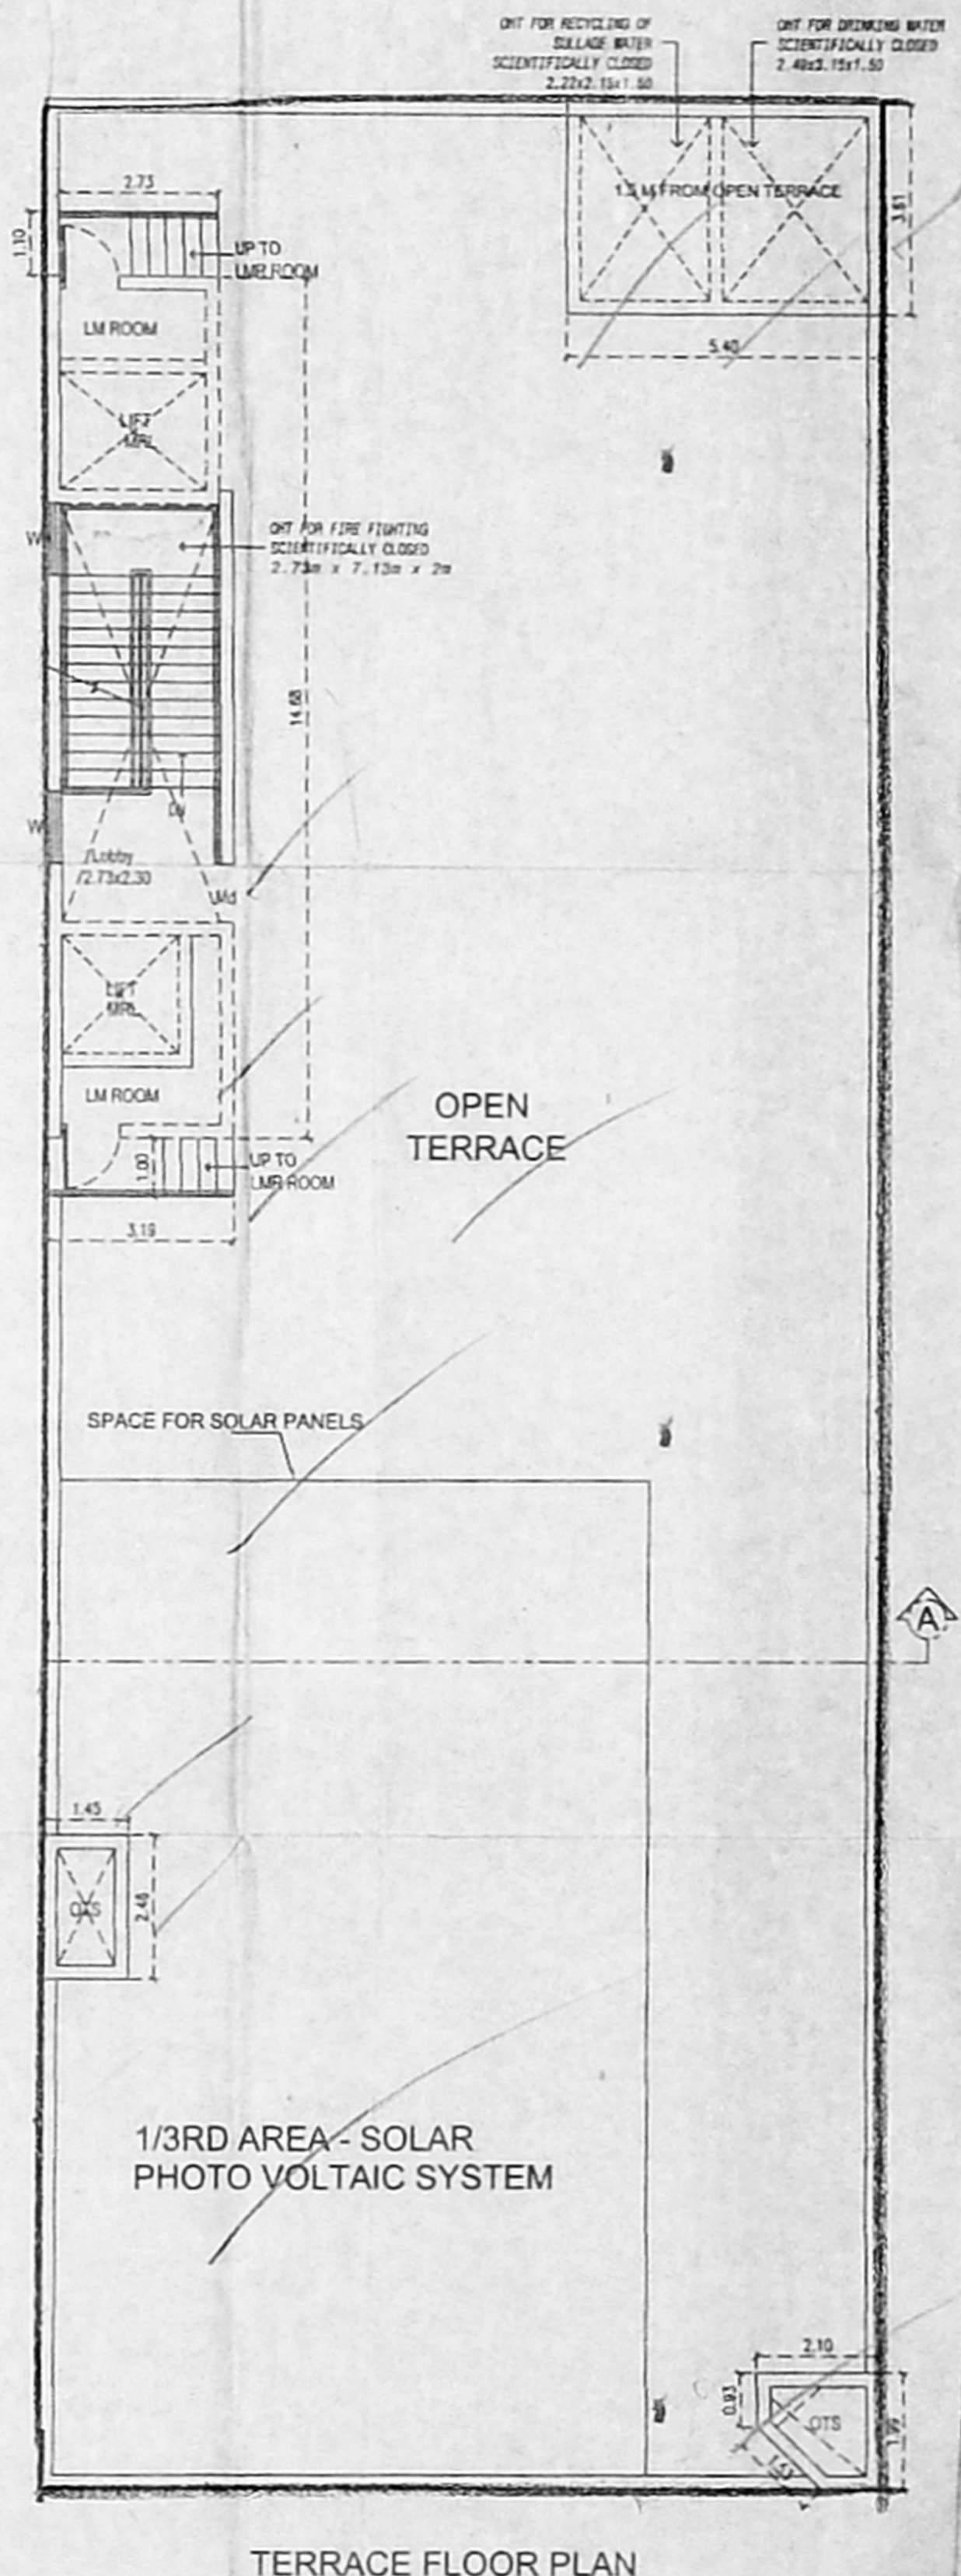 OHT FOR RECYCLING OF
SULLAGE WATER
SCIENTIFICALLY CLOSED
2.22x2.15x1.50
OHT FOR DRINKING WATER
SCIENTIFICALLY CLOSED
2.49x3.15x1.50
1.5 M FROM OPEN TERRACE
3.61
5.40
2.73
1.10
UP TO
LMR ROOM
LM ROOM
LIFT
MRL
W
OHT FOR FIRE FIGHTING
SCIENTIFICALLY CLOSED
2.73m x 7.13m x 2m
14.68
DN
W
Lobby
2.73x2.30
LIFT
MRL
LM ROOM
OPEN
TERRACE
1.00
UP TO
LMR ROOM
3.19
SPACE FOR SOLAR PANELS
A
1.45
OTS
2.46
1/3RD AREA - SOLAR
PHOTO VOLTAIC SYSTEM
2.10
0.93
OTS
1.99
TERRACE FLOOR PLAN